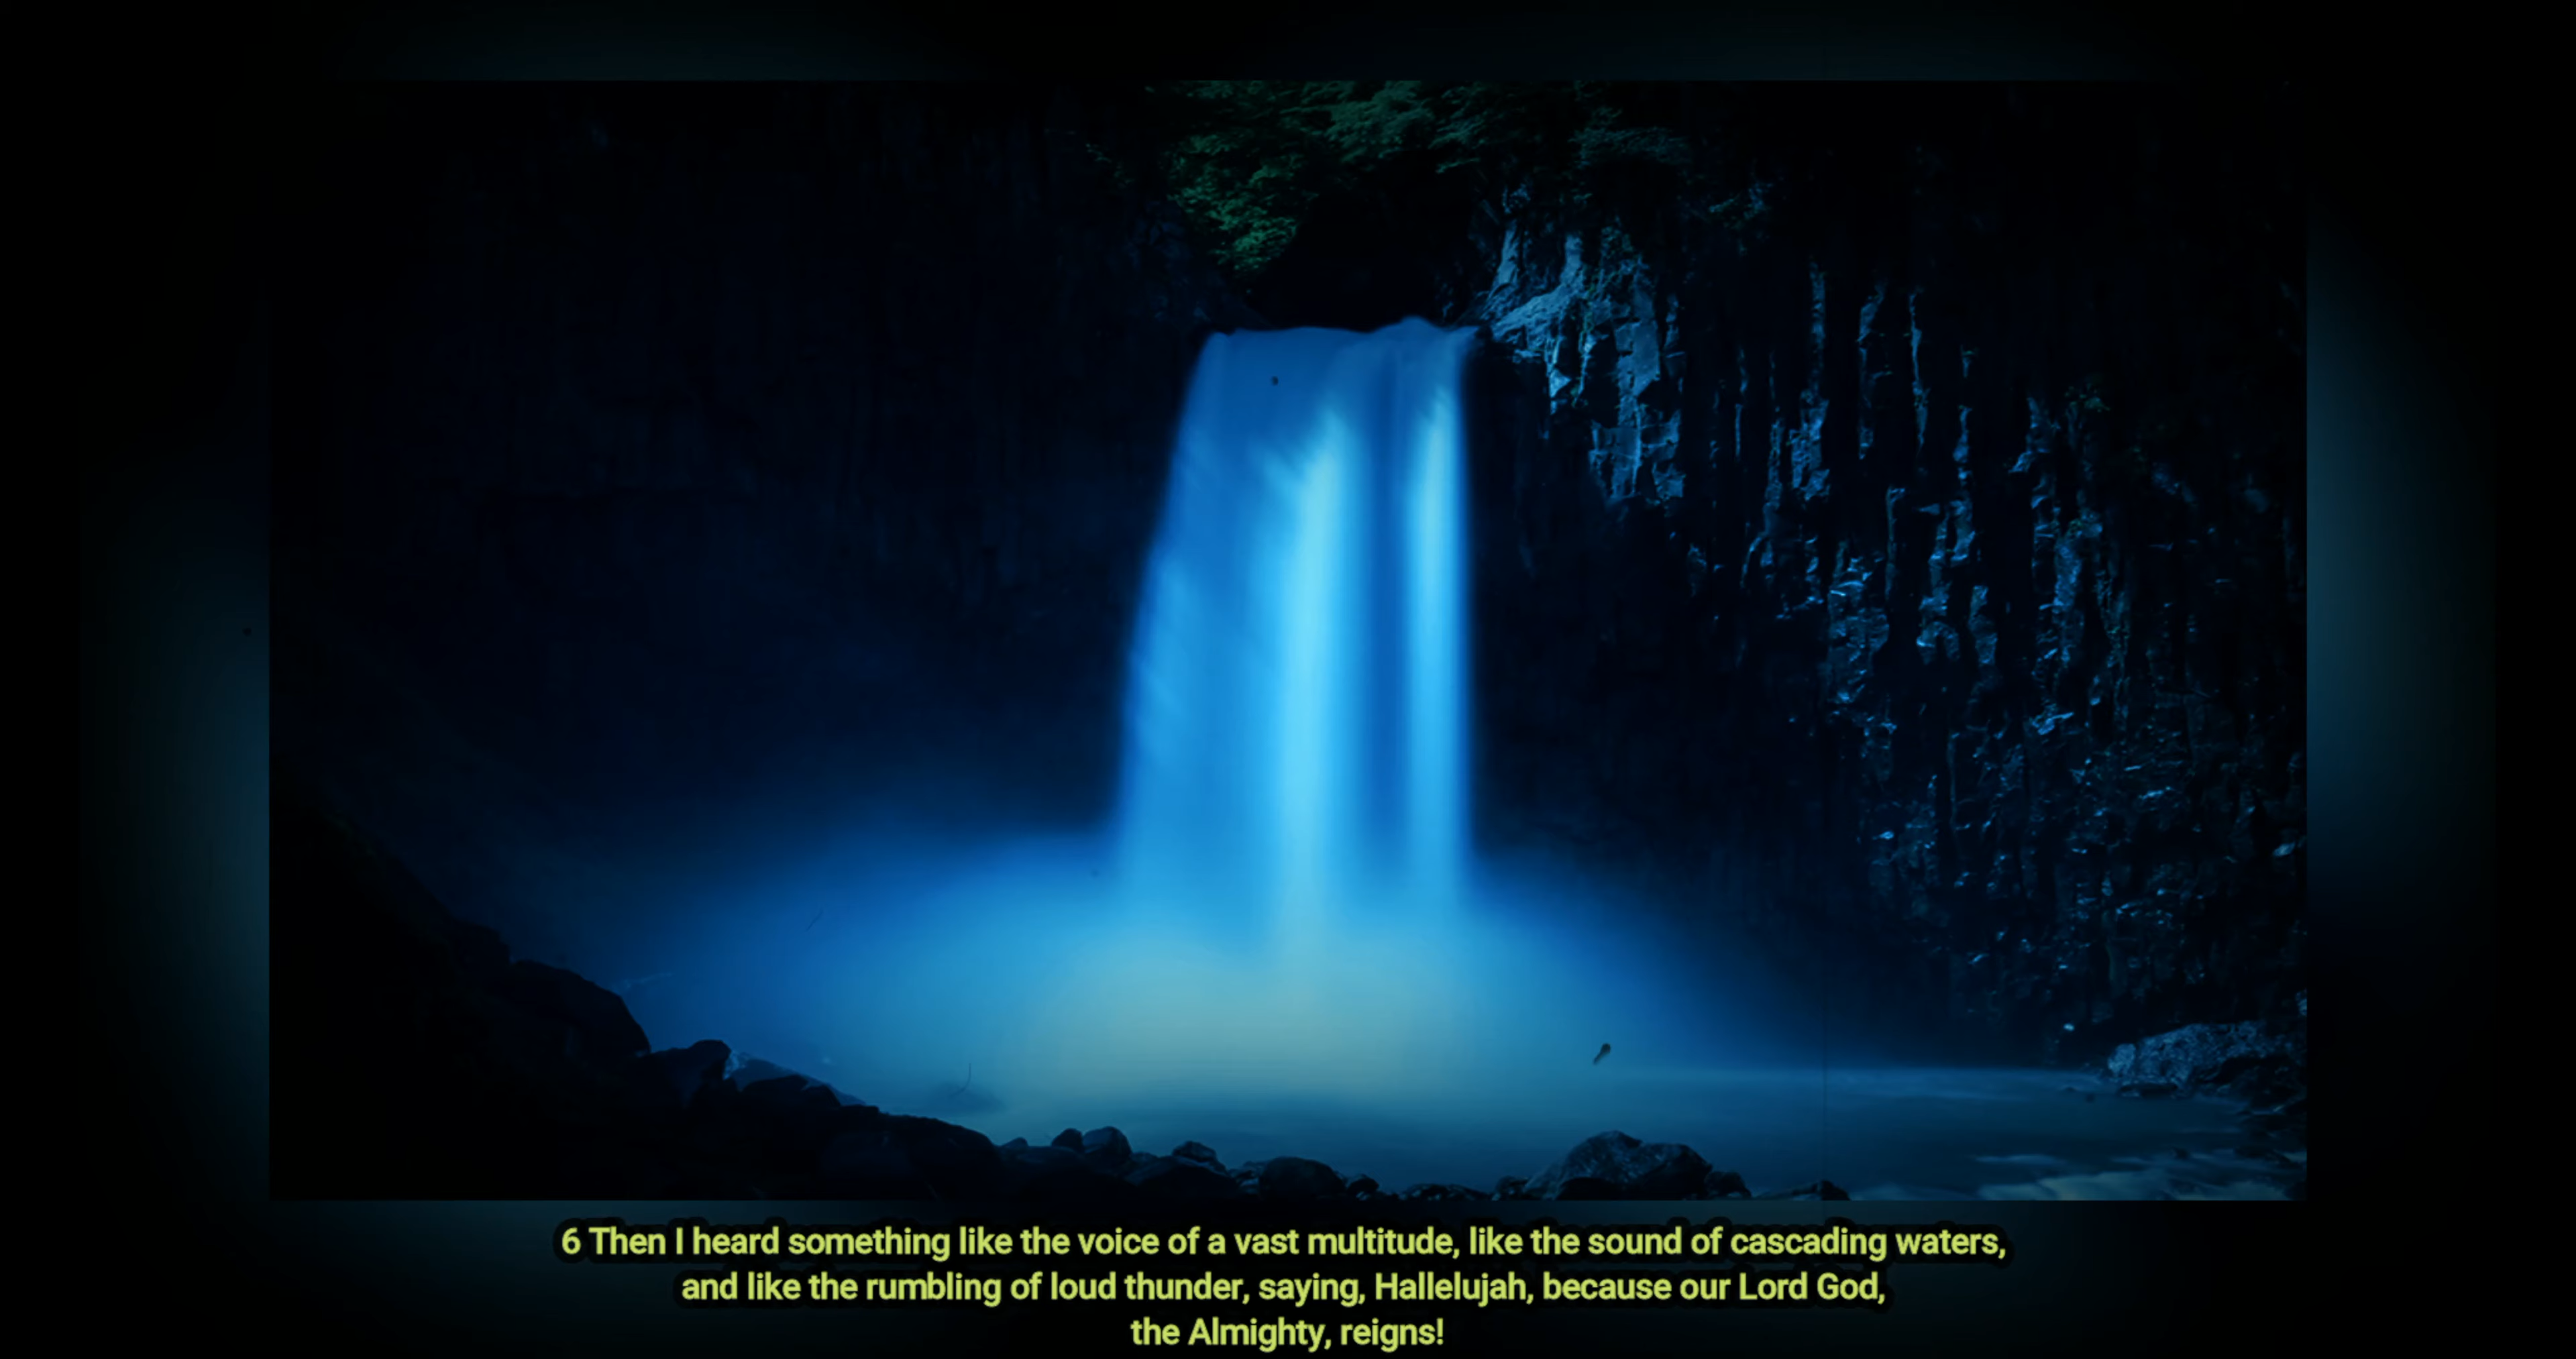 6 Then I heard something like the voice of a vast multitude, like the sound of cascading waters,
and like the rumbling of loud thunder, saying, Hallelujah, because our Lord God,
the Almighty, reigns!